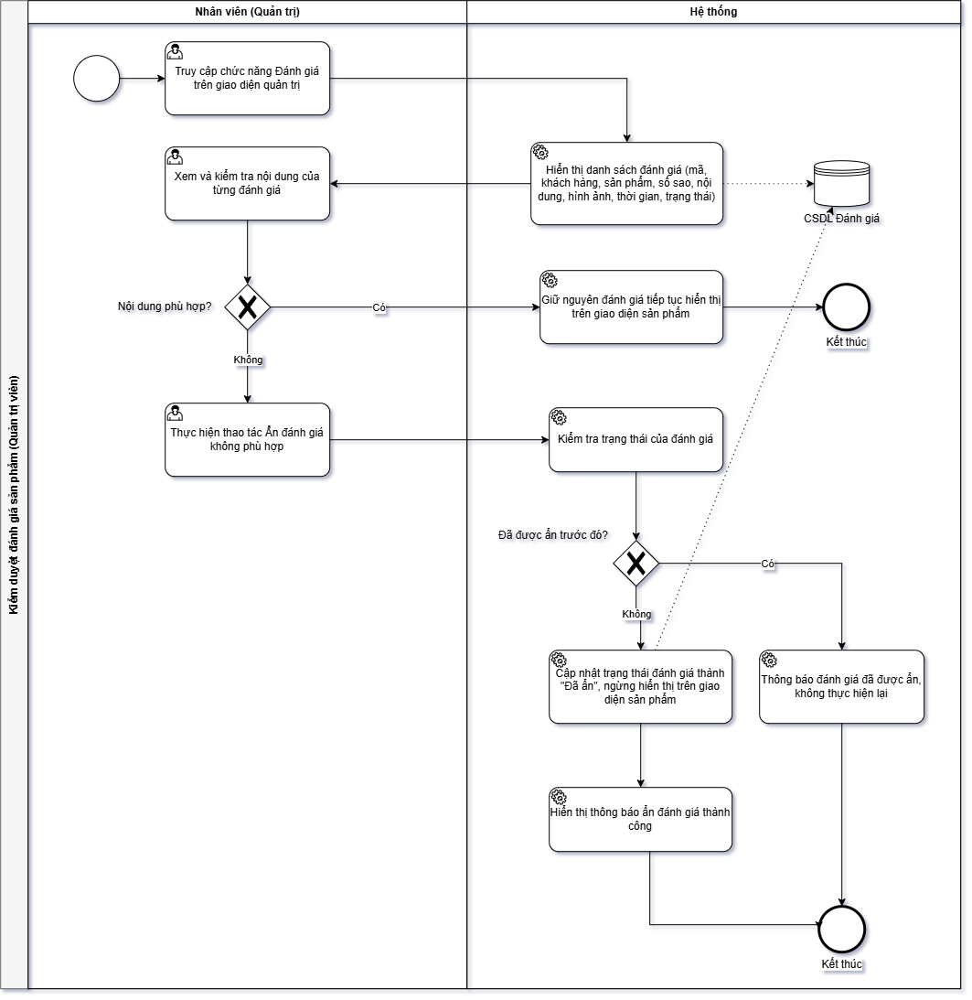 Nhân viên (Quản trị)
Hệ thống
Kiểm duyệt đánh giá sản phẩm (Quản trị viên)
Truy cập chức năng Đánh giá
trên giao diện quản trị
Hiển thị danh sách đánh giá (mã,
khách hàng, sản phẩm, số sao, nội
dung, hình ảnh, thời gian, trạng thái)
Xem và kiểm tra nội dung của
từng đánh giá
CSDL Đánh giá
Nội dung phù hợp?
Có
Giữ nguyên đánh giá tiếp tục hiển thị
trên giao diện sản phẩm
Kết thúc
Không
Thực hiện thao tác Ẩn đánh giá
không phù hợp
Kiểm tra trạng thái của đánh giá
Đã được ẩn trước đó?
Có
Không
Cập nhật trạng thái đánh giá thành
"Đã ẩn", ngừng hiển thị trên giao
diện sản phẩm
Thông báo đánh giá đã được ẩn,
không thực hiện lại
Hiển thị thông báo ẩn đánh giá thành
công
Kết thúc